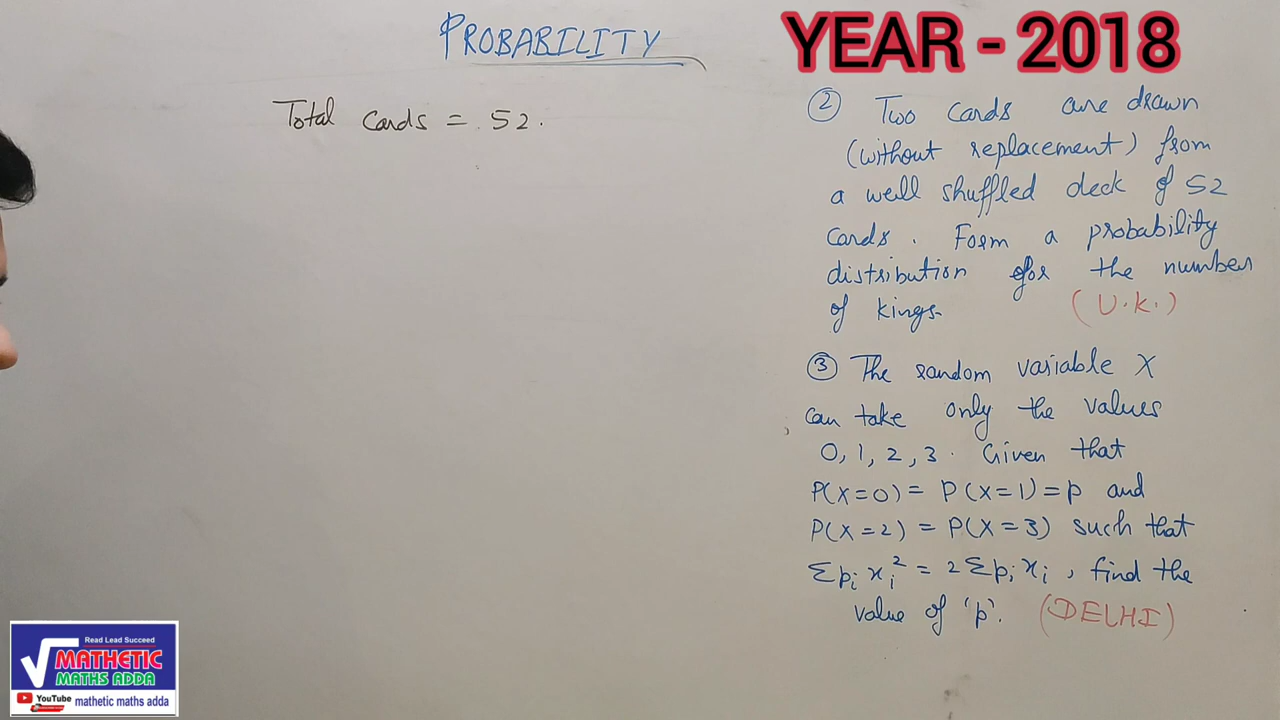 PROBABILITY
YEAR - 2018
Total Cards = 52.
② Two cards are drawn
(without replacement) from
a well shuffled deck of 52
cards. Form a probability
distribution for the number
of kings.
(U.K.)
③ The random variable X
can take only the values
0, 1, 2, 3. Given that
P(X=0) = P(X=1) = p and
P(X=2) = P(X=3) such that
Σpᵢxᵢ² = 2Σpᵢxᵢ, find the
value of 'p'. (DELHI)
Read Lead Succeed
MATHETIC
MATHS ADDA
YouTube
mathetic maths adda